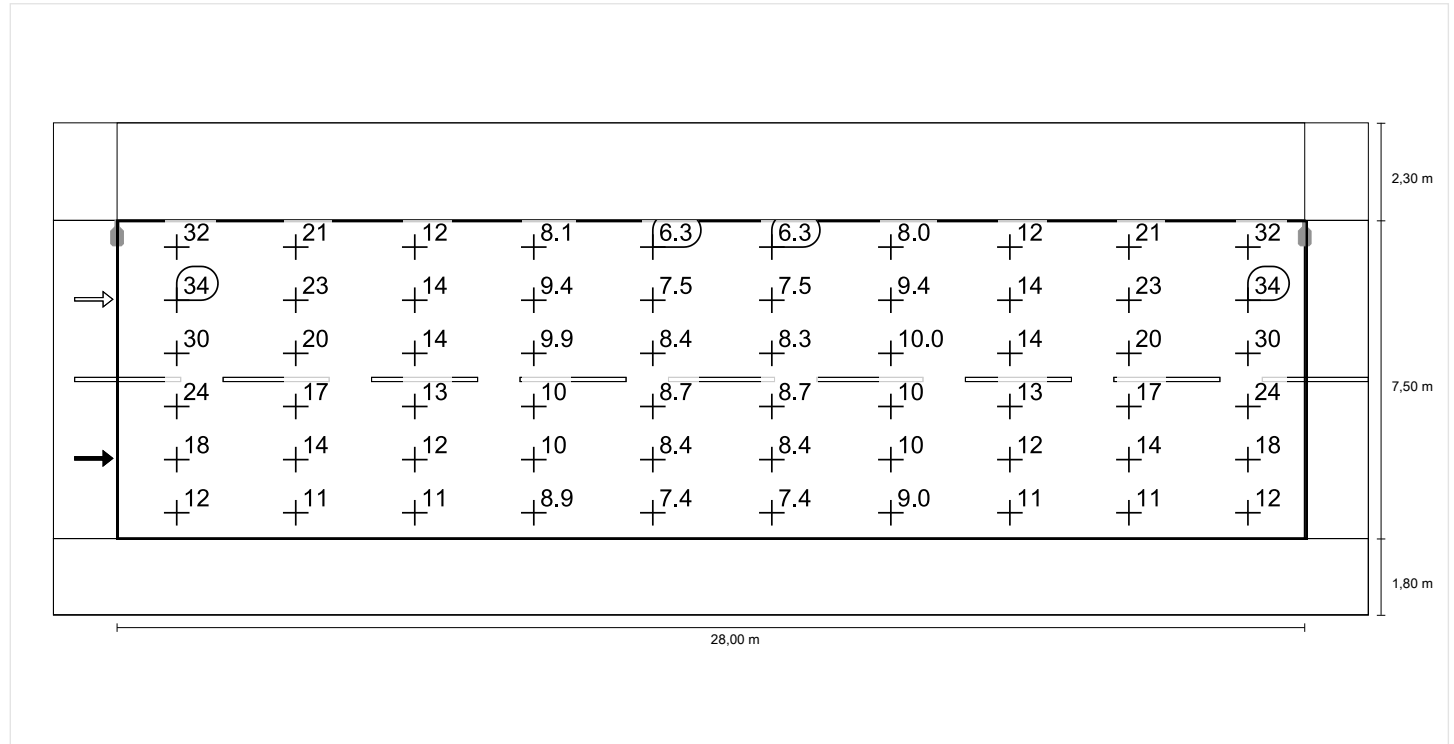 2,30 m
32 21 12 8.1 6.3 6.3 8.0 12 21 32
34 23 14 9.4 7.5 7.5 9.4 14 23 34
30 20 14 9.9 8.4 8.3 10.0 14 20 30
7,50 m
24 17 13 10 8.7 8.7 10 13 17 24
18 14 12 10 8.4 8.4 10 12 14 18
12 11 11 8.9 7.4 7.4 9.0 11 11 12
1,80 m
28,00 m